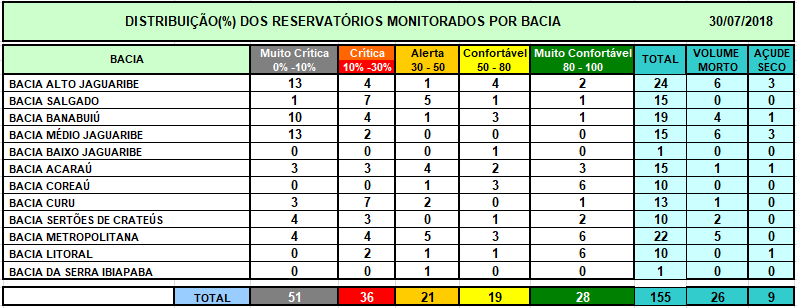 DISTRIBUIÇÃO(%) DOS RESERVATÓRIOS MONITORADOS POR BACIA 30/07/2018
BACIA Muito Crítica 0% -10% Crítica 10% -30% Alerta 30 - 50 Confortável 50 - 80 Muito Confortável 80 - 100 TOTAL VOLUME MORTO AÇUDE SECO
BACIA ALTO JAGUARIBE 13 4 1 4 2 24 6 3
BACIA SALGADO 1 7 5 1 1 15 0 0
BACIA BANABUIÚ 10 4 1 3 1 19 4 1
BACIA MÉDIO JAGUARIBE 13 2 0 0 0 15 6 3
BACIA BAIXO JAGUARIBE 0 0 0 1 0 1 0 0
BACIA ACARAÚ 3 3 4 2 3 15 1 1
BACIA COREAÚ 0 0 1 3 6 10 0 0
BACIA CURU 3 7 2 0 1 13 1 0
BACIA SERTÕES DE CRATEÚS 4 3 0 1 2 10 2 0
BACIA METROPOLITANA 4 4 5 3 6 22 5 0
BACIA LITORAL 0 2 1 1 6 10 0 1
BACIA DA SERRA IBIAPABA 0 0 1 0 0 1 0 0
TOTAL 51 36 21 19 28 155 26 9